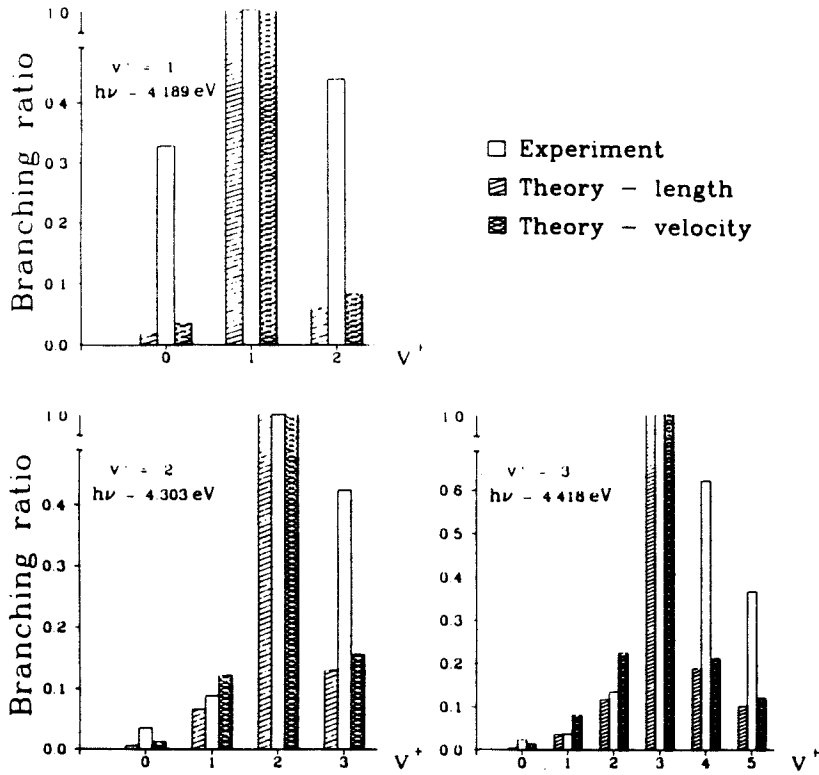 Branching ratio
1 0
0 4
0 3
0.2
0.1
0.0
V' = 1
hν - 4 189 eV
0 1 2 V⁺
Experiment
Theory - length
Theory - velocity
Branching ratio
1 0
0.4
0.3
0.2
0.1
0.0
V' = 2
hν - 4.303 eV
0 1 2 3 V⁺
1 0
0.6
0.5
0.4
0.3
0.2
0.1
0.0
V' = 3
hν - 4 418 eV
0 1 2 3 4 5 V⁺